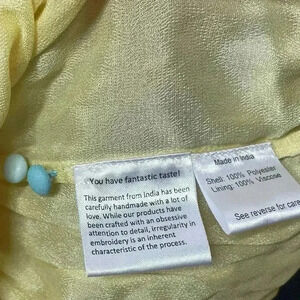 You have fantastic taste!
This garment from India has been
carefully handmade with a lot of
love. While our products have
been crafted with an obsessive
attention to detail, irregularity in
embroidery is an inherent
characteristic of the process.
Made in India
Shell: 100% Polyester
Lining: 100% Viscose
See reverse for care